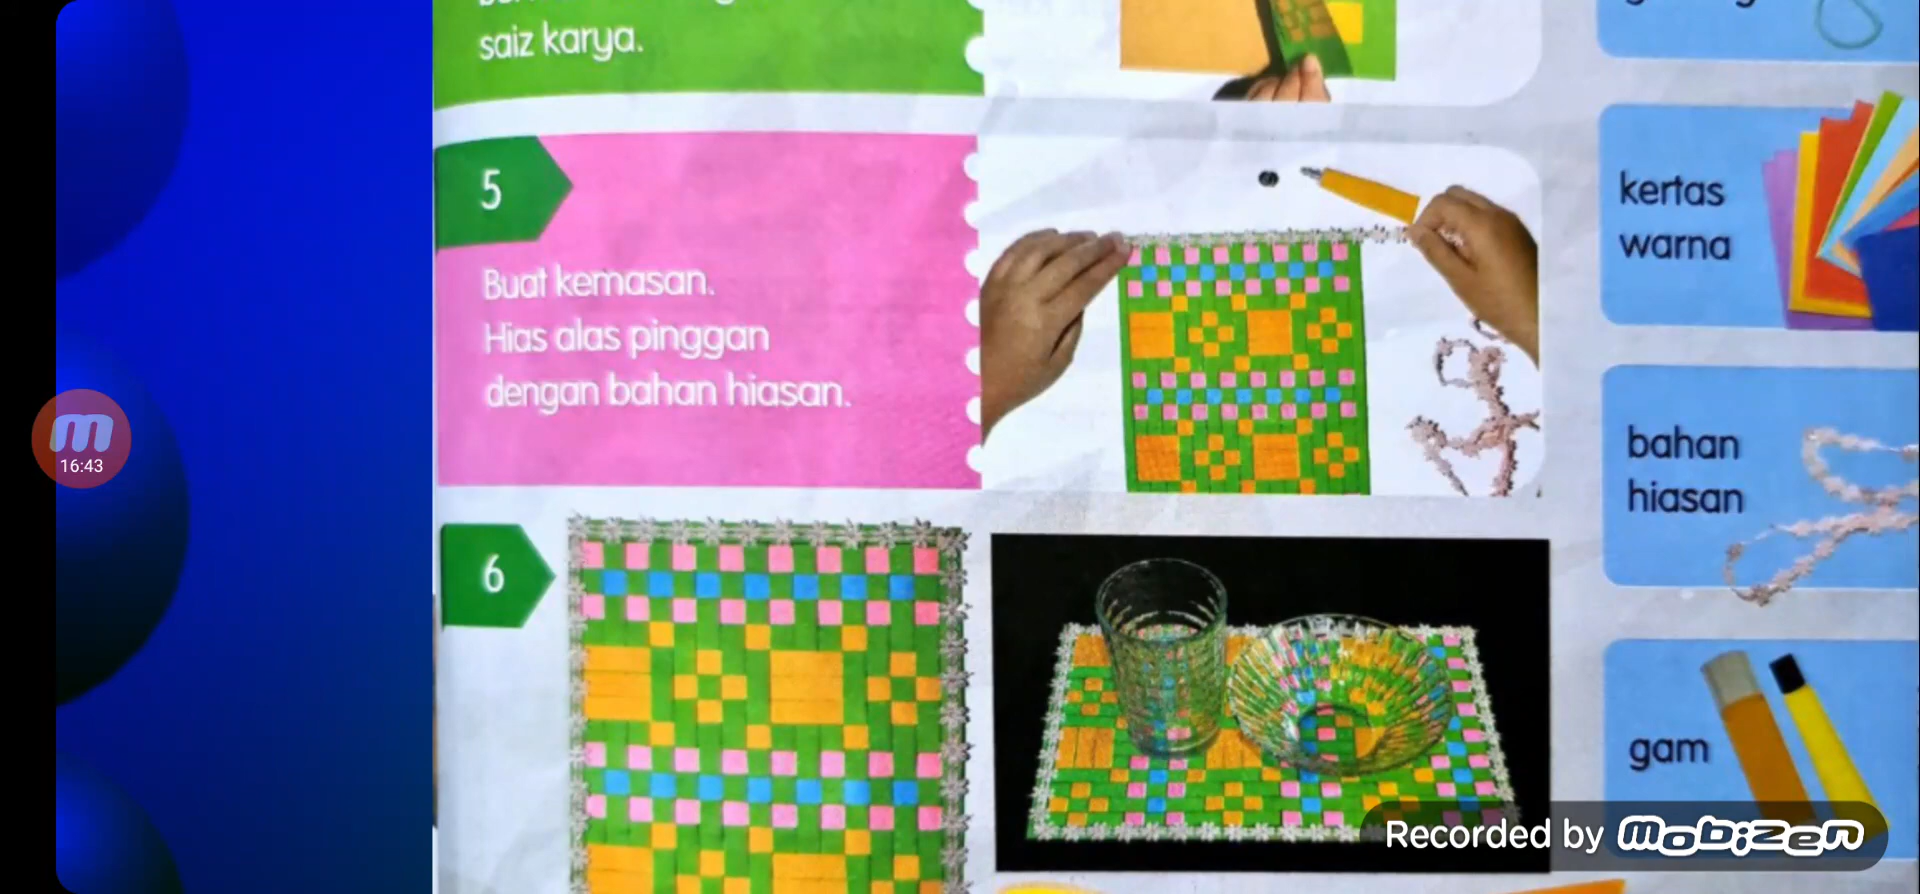 saiz karya.
5
Buat kemasan.
Hias alas pinggan
dengan bahan hiasan.
6
kertas
warna
bahan
hiasan
gam
16:43
Recorded by mobizen